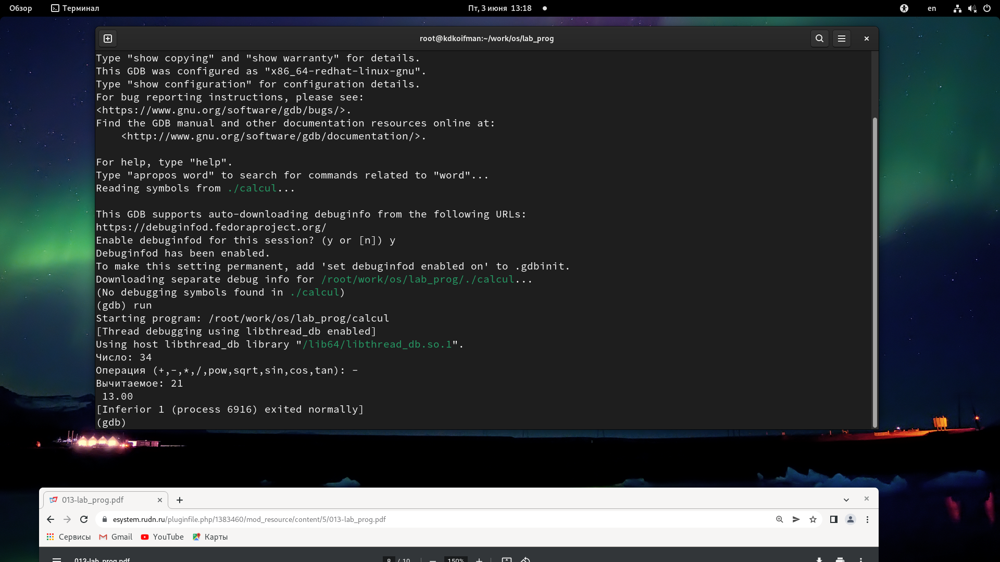 Обзор Терминал Пт, 3 июня 13:18 en
root@kdkoifman:~/work/os/lab_prog
Type "show copying" and "show warranty" for details.
This GDB was configured as "x86_64-redhat-linux-gnu".
Type "show configuration" for configuration details.
For bug reporting instructions, please see:
<https://www.gnu.org/software/gdb/bugs/>.
Find the GDB manual and other documentation resources online at:
    <http://www.gnu.org/software/gdb/documentation/>.
For help, type "help".
Type "apropos word" to search for commands related to "word"...
Reading symbols from ./calcul...
This GDB supports auto-downloading debuginfo from the following URLs:
https://debuginfod.fedoraproject.org/
Enable debuginfod for this session? (y or [n]) y
Debuginfod has been enabled.
To make this setting permanent, add 'set debuginfod enabled on' to .gdbinit.
Downloading separate debug info for /root/work/os/lab_prog/./calcul...
(No debugging symbols found in ./calcul)
(gdb) run
Starting program: /root/work/os/lab_prog/calcul
[Thread debugging using libthread_db enabled]
Using host libthread_db library "/lib64/libthread_db.so.1".
Число: 34
Операция (+,-,*,/,pow,sqrt,sin,cos,tan): -
Вычитаемое: 21
 13.00
[Inferior 1 (process 6916) exited normally]
(gdb)
013-lab_prog.pdf
esystem.rudn.ru/pluginfile.php/1383460/mod_resource/content/5/013-lab_prog.pdf
Сервисы Gmail YouTube Карты
013-lab_prog.pdf 8 / 10 150%